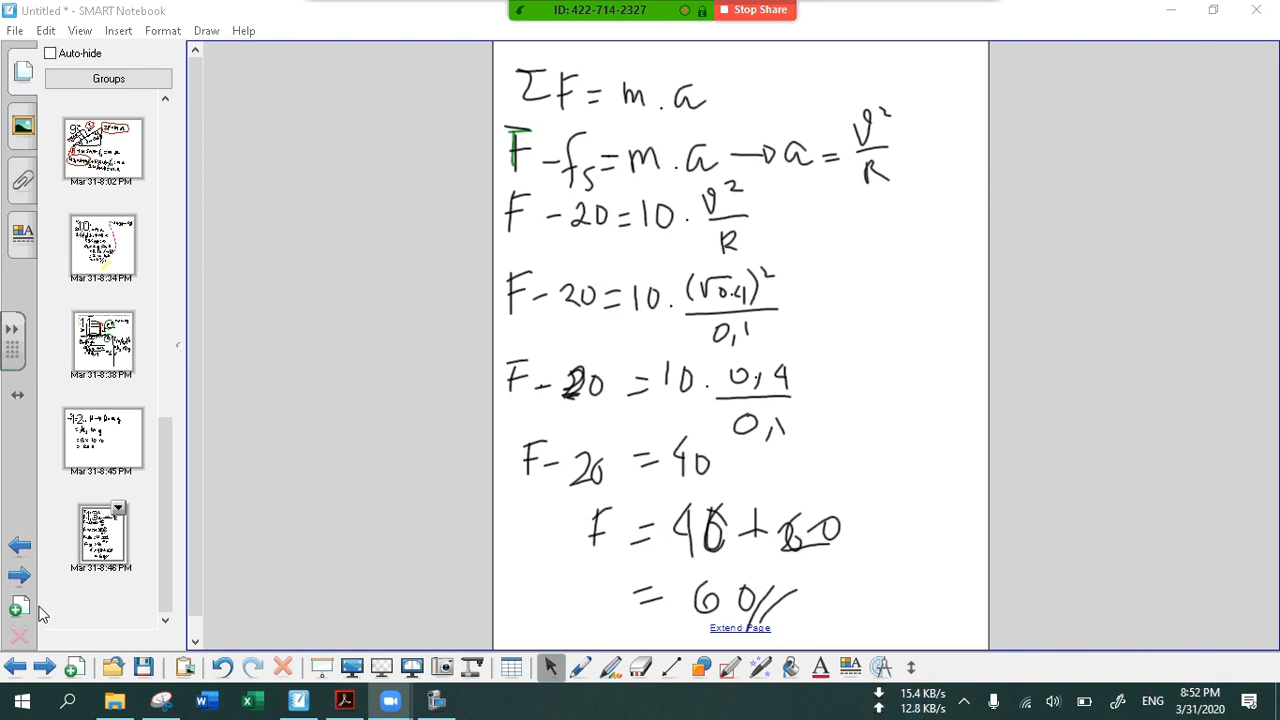 Untitled * - SMART Notebook
ID: 422-714-2327
Stop Share
File Edit View Insert Format Draw Help
Auto-hide
Groups
Mar 31-8:02 PM
Mar 31-8:34 PM
Mar 31-8:38 PM
Mar 31-8:45 PM
Mar 31-8:48 PM
ΣF = m . a
F - fs = m . a → a = v²/R
F - 20 = 10 . v²/R
F - 20 = 10 . (√0.4)²/0,1
F - 20 = 10 . 0,4/0,1
F - 20 = 40
F = 40 + 20
= 60//
Extend Page
15.4 KB/s
12.8 KB/s
ENG
8:52 PM
3/31/2020